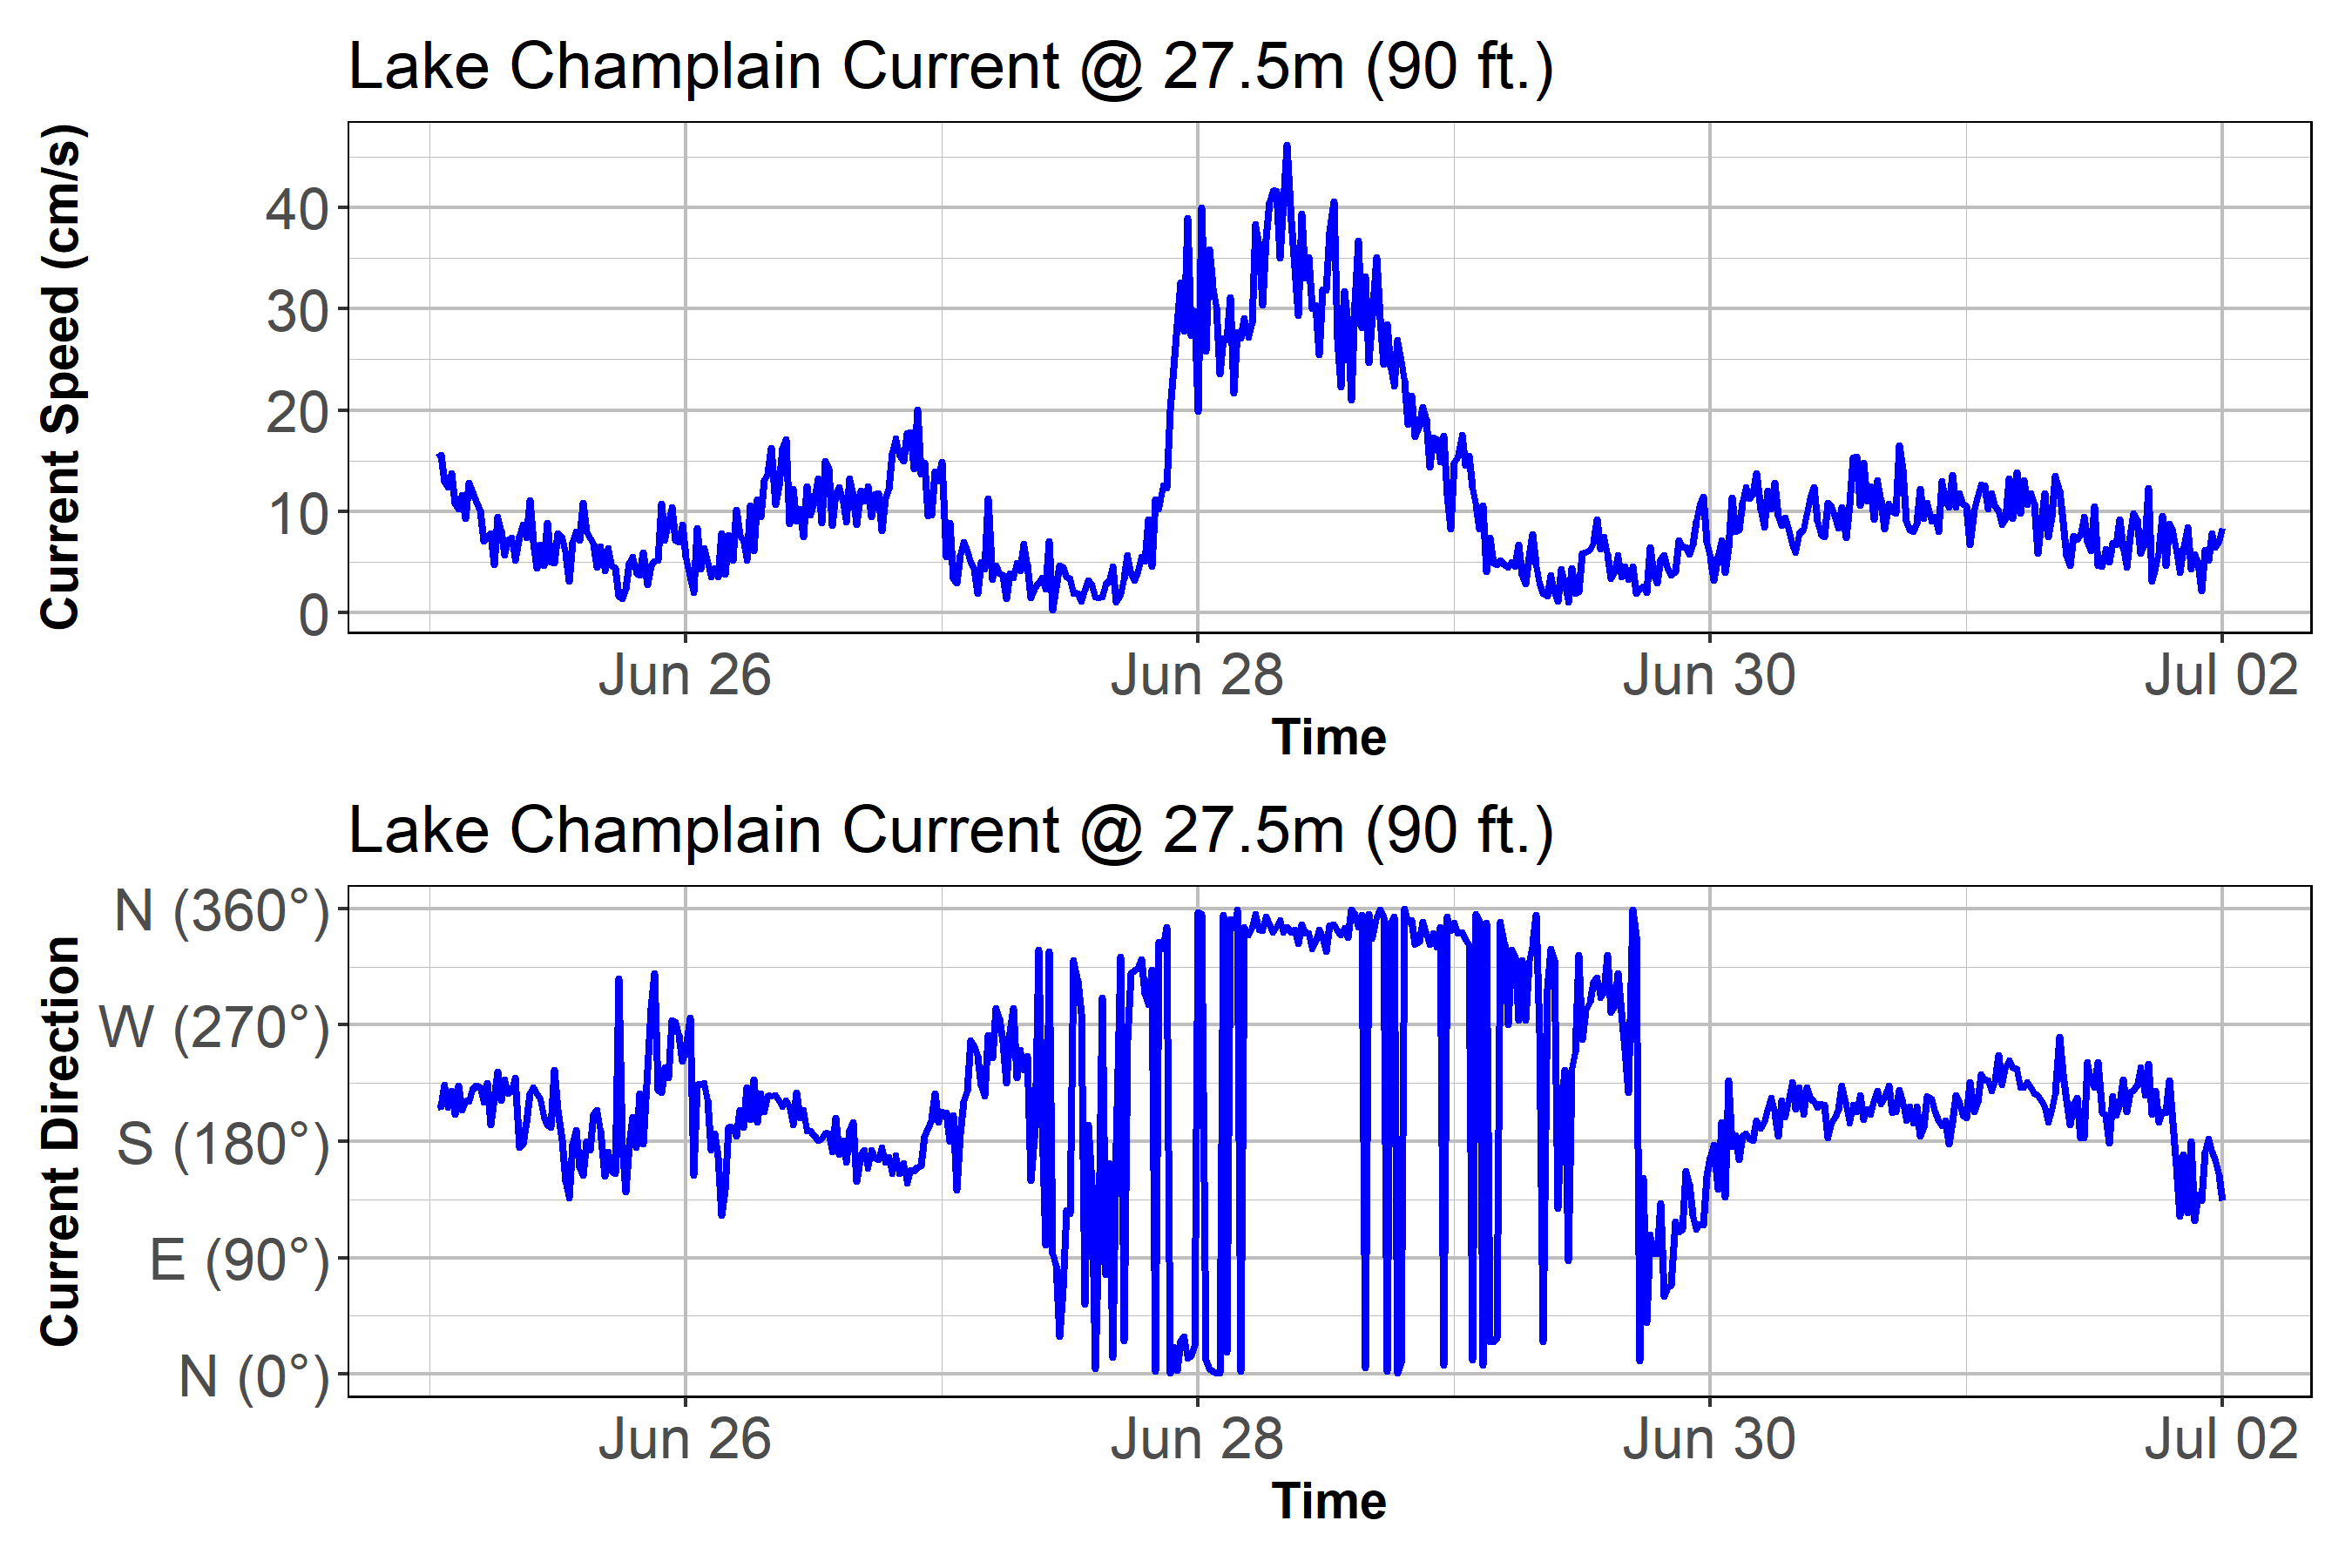 Lake Champlain Current @ 27.5m (90 ft.)
Current Speed (cm/s)
40
30
20
10
0
Jun 26
Jun 28
Jun 30
Jul 02
Time
Lake Champlain Current @ 27.5m (90 ft.)
Current Direction
N (360°)
W (270°)
S (180°)
E (90°)
N (0°)
Jun 26
Jun 28
Jun 30
Jul 02
Time